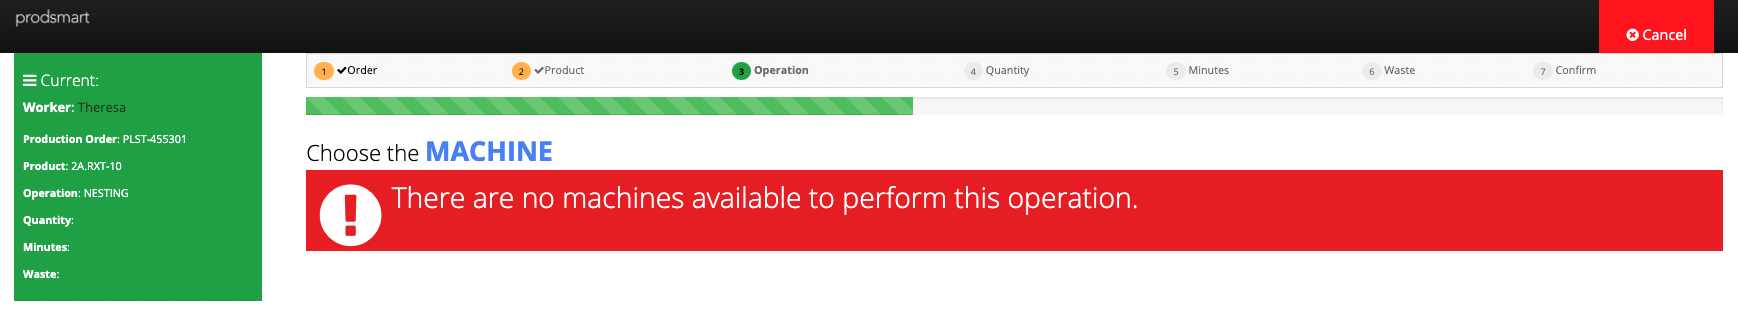 prodsmart
Cancel
Current:
Worker: Theresa
Production Order: PLST-455301
Product: 2A.RXT-10
Operation: NESTING
Quantity:
Minutes:
Waste:
1 Order 2 Product 3 Operation 4 Quantity 5 Minutes 6 Waste 7 Confirm
Choose the MACHINE
There are no machines available to perform this operation.